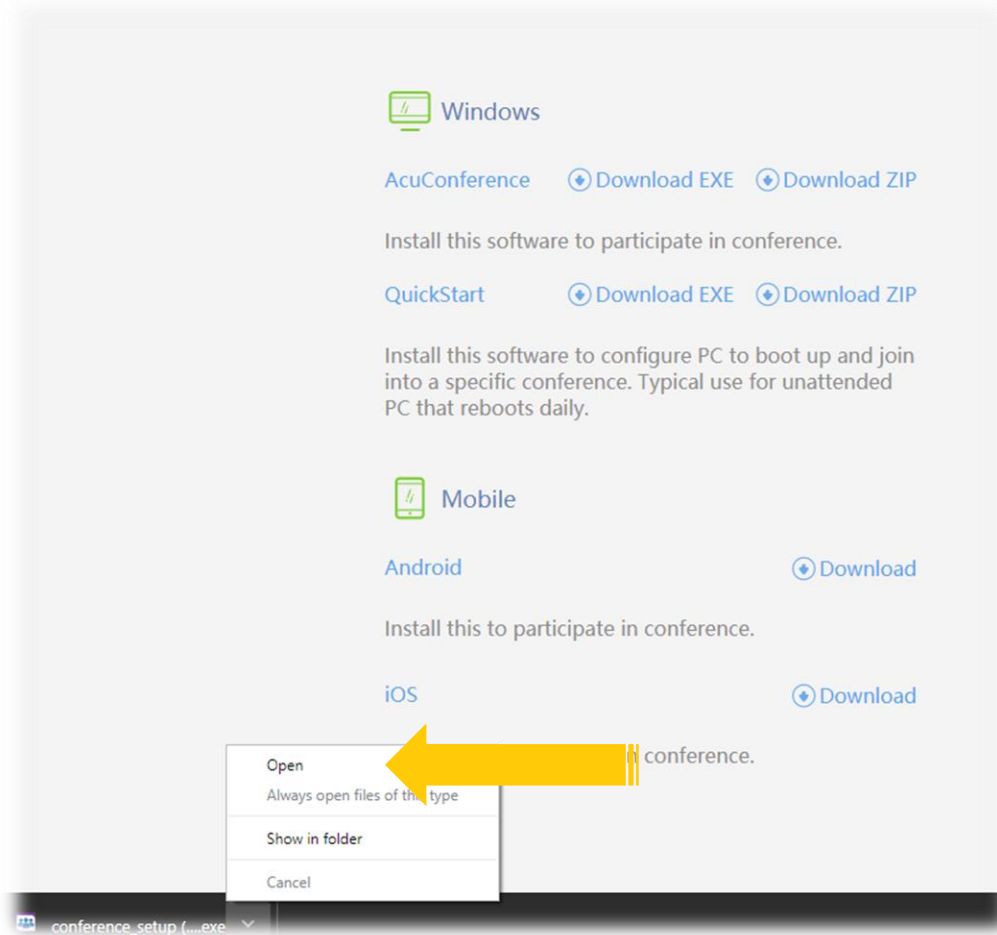 Windows
AcuConference Download EXE Download ZIP
Install this software to participate in conference.
QuickStart Download EXE Download ZIP
Install this software to configure PC to boot up and join
into a specific conference. Typical use for unattended
PC that reboots daily.
Mobile
Android Download
Install this to participate in conference.
iOS Download
conference.
Open
Always open files of this type
Show in folder
Cancel
conference_setup (....exe